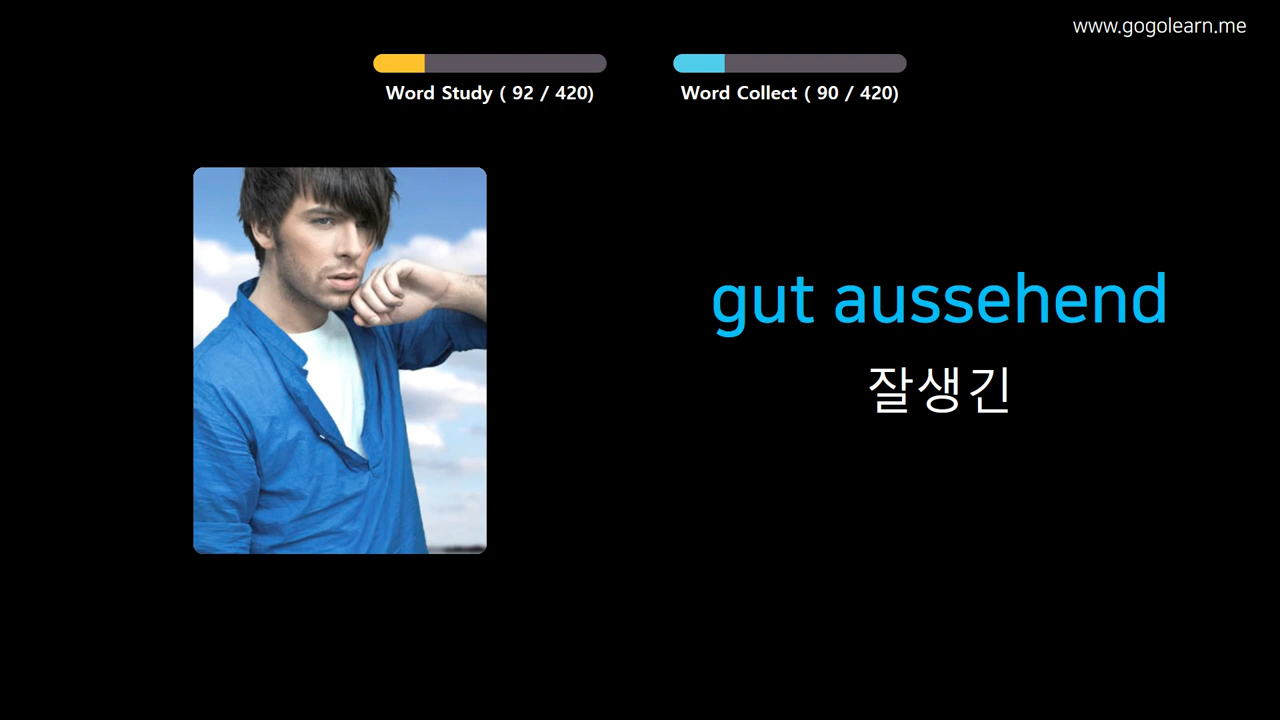 www.gogolearn.me
Word Study ( 92 / 420)
Word Collect ( 90 / 420)
gut aussehend
잘생긴